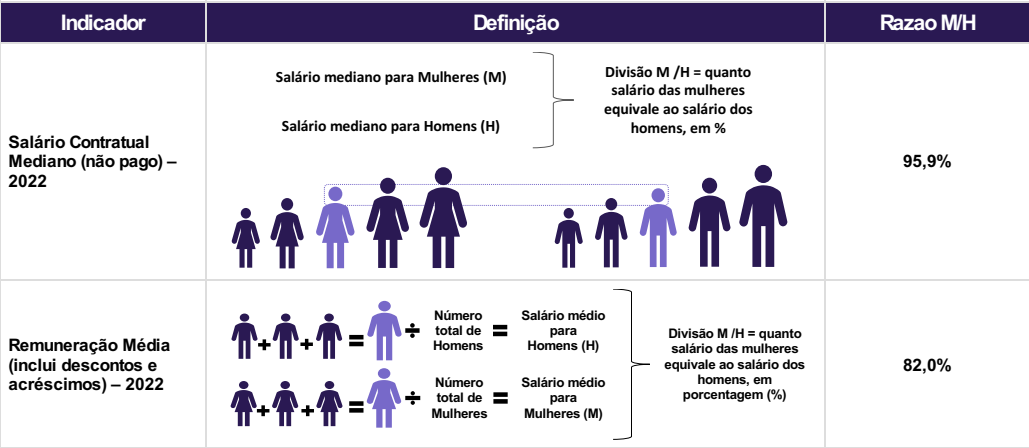 Indicador
Definição
Razao M/H
Salário Contratual
Mediano (não pago) –
2022
Salário mediano para Mulheres (M)
Salário mediano para Homens (H)
Divisão M /H = quanto
salário das mulheres
equivale ao salário dos
homens, em %
95,9%
Remuneração Média
(inclui descontos e
acréscimos) – 2022
+ + = ÷
Número
total de
Homens
=
Salário médio
para
Homens (H)
+ + = ÷
Número
total de
Mulheres
=
Salário médio
para
Mulheres (M)
Divisão M /H = quanto
salário das mulheres
equivale ao salário dos
homens, em
porcentagem (%)
82,0%